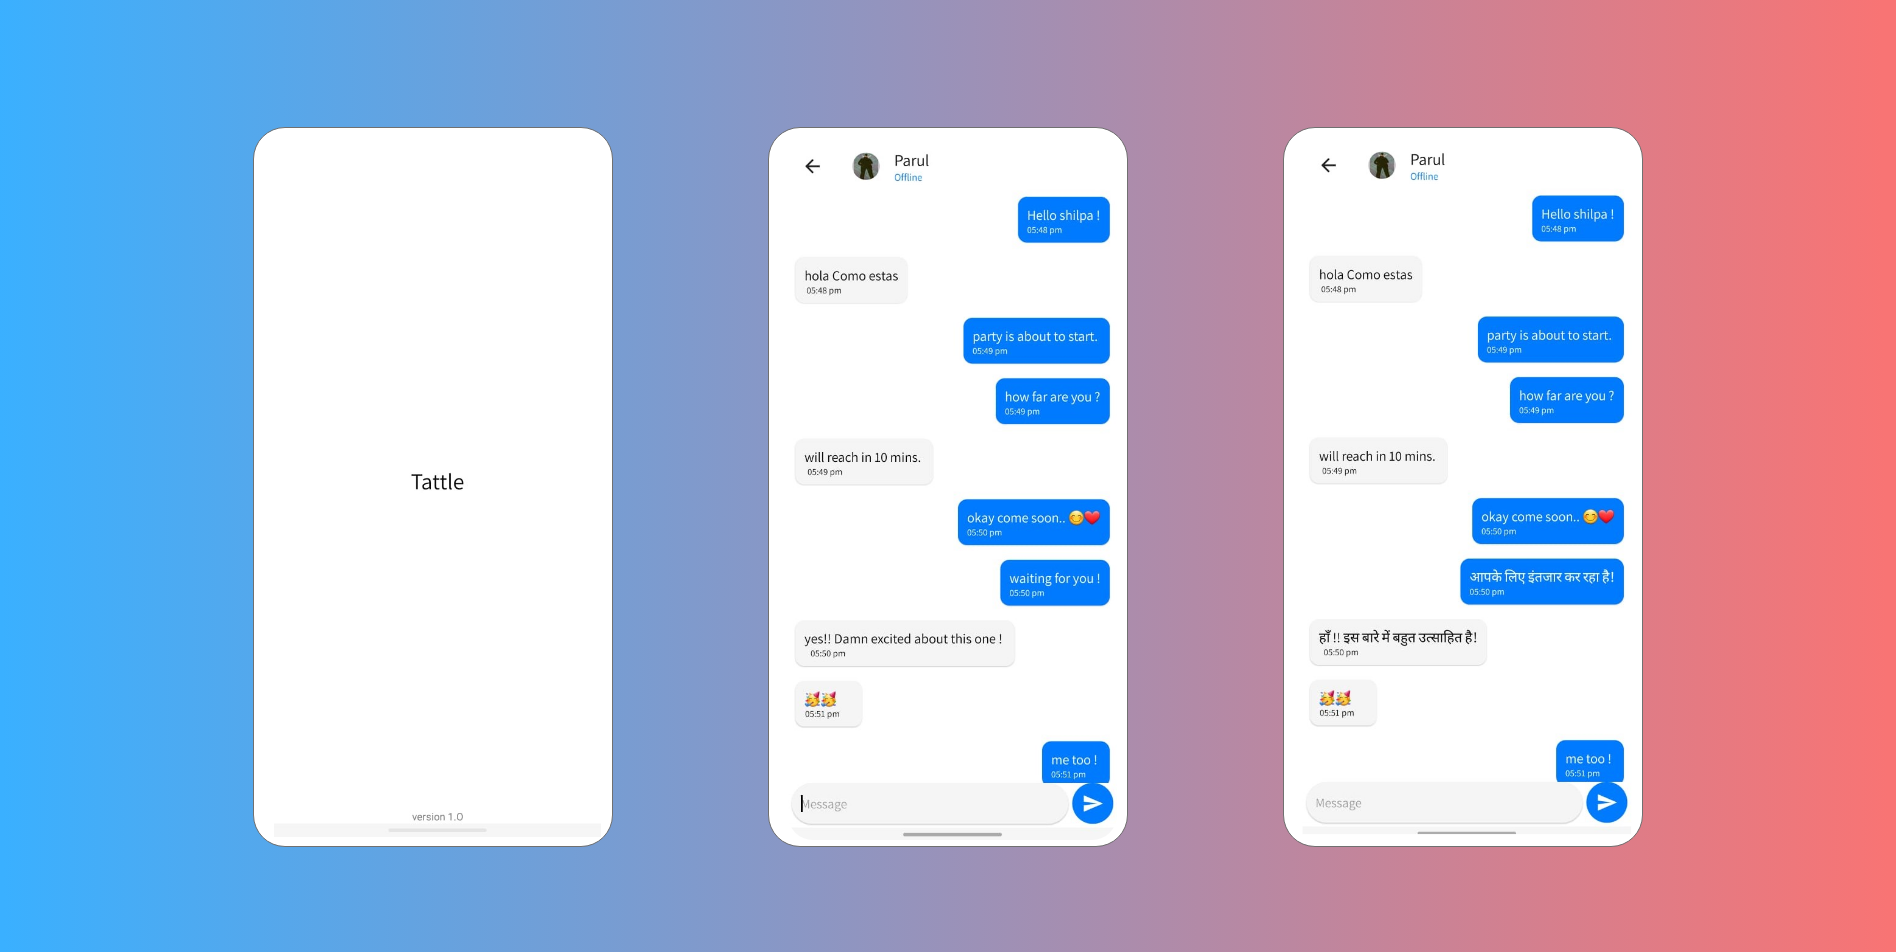 Tattle
version 1.0
Parul
Offline
Hello shilpa !
05:48 pm
hola Como estas
05:48 pm
party is about to start.
05:49 pm
how far are you ?
05:49 pm
will reach in 10 mins.
05:49 pm
okay come soon.. 😊❤️
05:50 pm
waiting for you !
05:50 pm
yes!! Damn excited about this one !
05:50 pm
🥳🥳
05:51 pm
me too !
05:51 pm
Message
Parul
Offline
Hello shilpa !
05:48 pm
hola Como estas
05:48 pm
party is about to start.
05:49 pm
how far are you ?
05:49 pm
will reach in 10 mins.
05:49 pm
okay come soon.. 😊❤️
05:50 pm
आपके लिए इंतजार कर रहा है!
05:50 pm
हाँ !! इस बारे में बहुत उत्साहित है!
05:50 pm
🥳🥳
05:51 pm
me too !
05:51 pm
Message